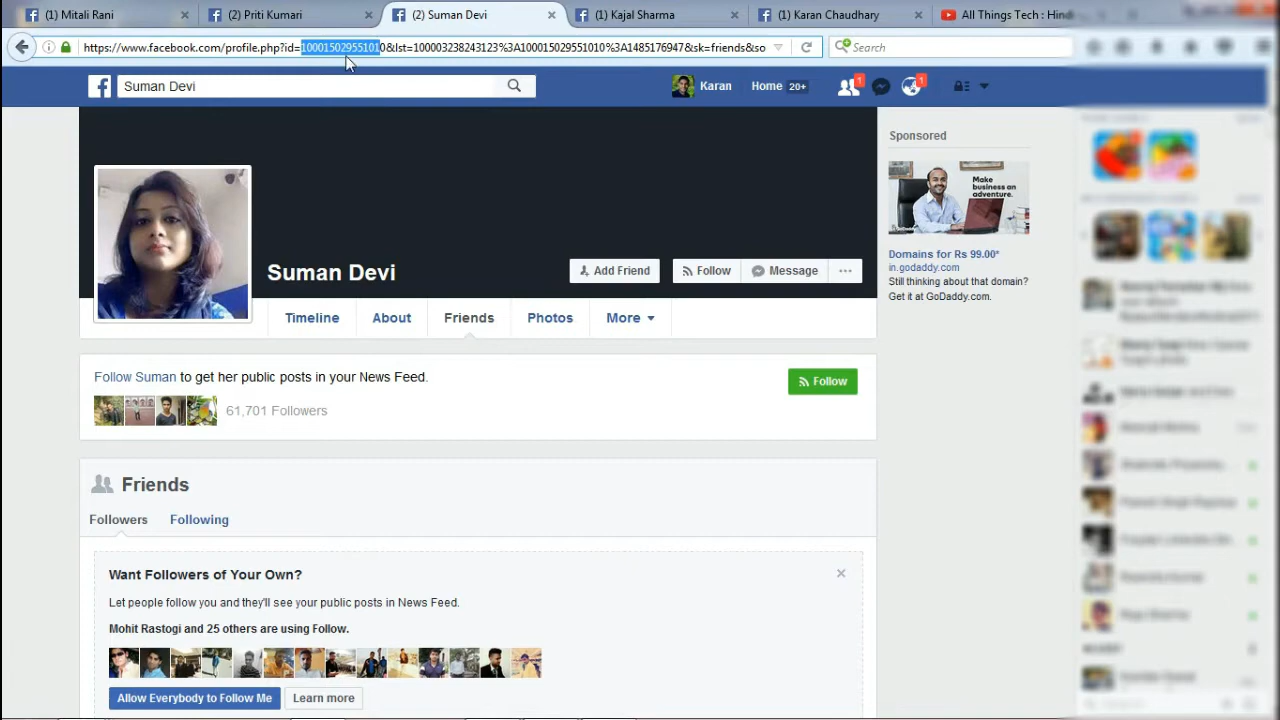 (1) Mitali Rani
(2) Priti Kumari
(2) Suman Devi
(1) Kajal Sharma
(1) Karan Chaudhary
All Things Tech : Hindi
https://www.facebook.com/profile.php?id=100015029551010&lst=100003238243123%3A100015029551010%3A1485176947&sk=friends&so
Search
Suman Devi
Karan
Home 20+
1
1
Sponsored
Make business an adventure.
Domains for Rs 99.00*
in.godaddy.com
Still thinking about that domain?
Get it at GoDaddy.com.
Suman Devi
Add Friend
Follow
Message
Timeline
About
Friends
Photos
More
Follow Suman to get her public posts in your News Feed.
Follow
61,701 Followers
Friends
Followers
Following
Want Followers of Your Own?
Let people follow you and they'll see your public posts in News Feed.
Mohit Rastogi and 25 others are using Follow.
Allow Everybody to Follow Me
Learn more